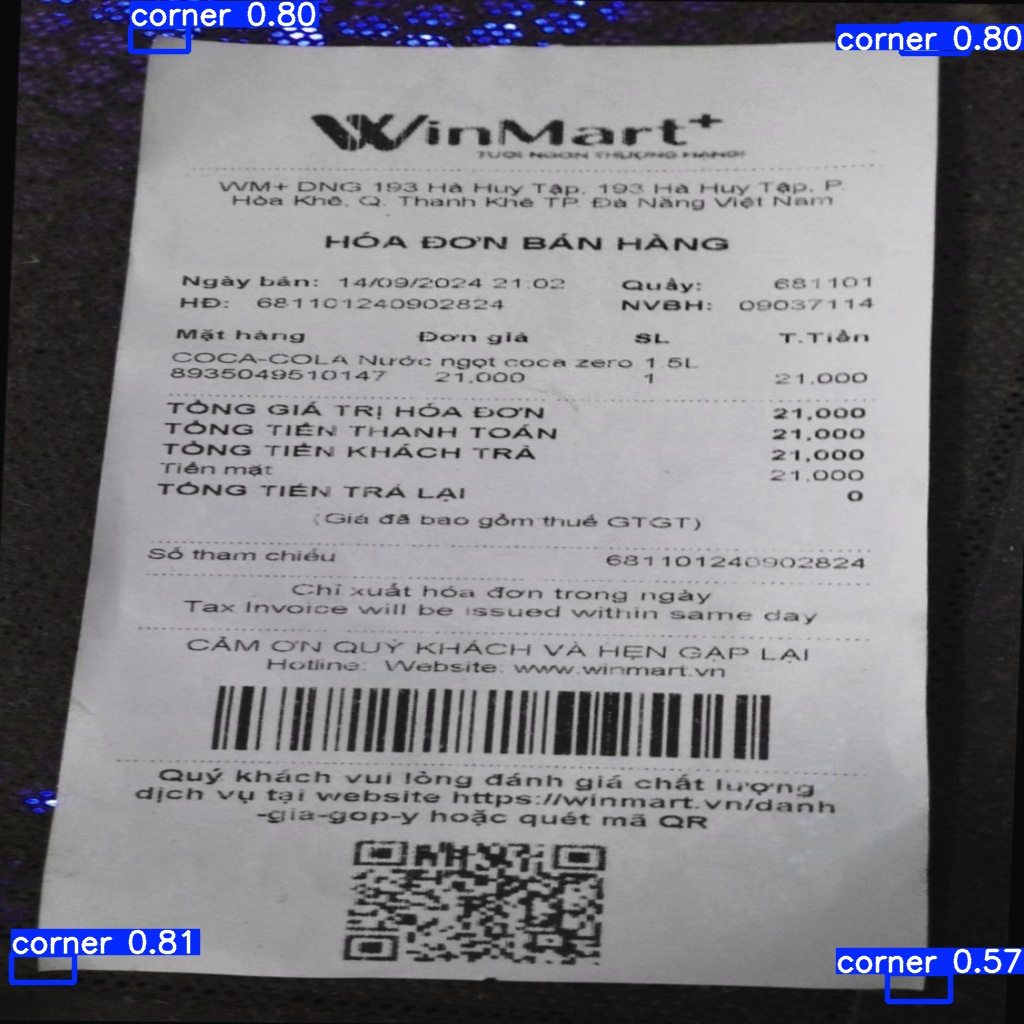 corner 0.80
corner 0.80
WinMart+
TƯƠI NGON THƯỢNG HẠNG!
WM+ DNG 193 Hà Huy Tập, 193 Hà Huy Tập, P
Hòa Khê, Q. Thanh Khê TP Đà Nẵng Việt Nam
HÓA ĐƠN BÁN HÀNG
Ngày bán: 14/09/2024 21:02 Quầy: 681101
HĐ: 681101240902824 NVBH: 09037114
Mặt hàng Đơn giá SL T.Tiền
COCA-COLA Nước ngọt coca zero 1.5L
8935049510147 21,000 1 21,000
TỔNG GIÁ TRỊ HÓA ĐƠN 21,000
TỔNG TIỀN THANH TOÁN 21,000
TỔNG TIỀN KHÁCH TRẢ 21,000
Tiền mặt 21,000
TỔNG TIỀN TRẢ LẠI 0
(Giá đã bao gồm thuế GTGT)
Số tham chiếu 681101240902824
Chỉ xuất hóa đơn trong ngày
Tax Invoice will be issued within same day
CẢM ƠN QUÝ KHÁCH VÀ HẸN GẶP LẠI
Hotline: Website: www.winmart.vn
Quý khách vui lòng đánh giá chất lượng
dịch vụ tại website https://winmart.vn/danh
-gia-gop-y hoặc quét mã QR
corner 0.81
corner 0.57